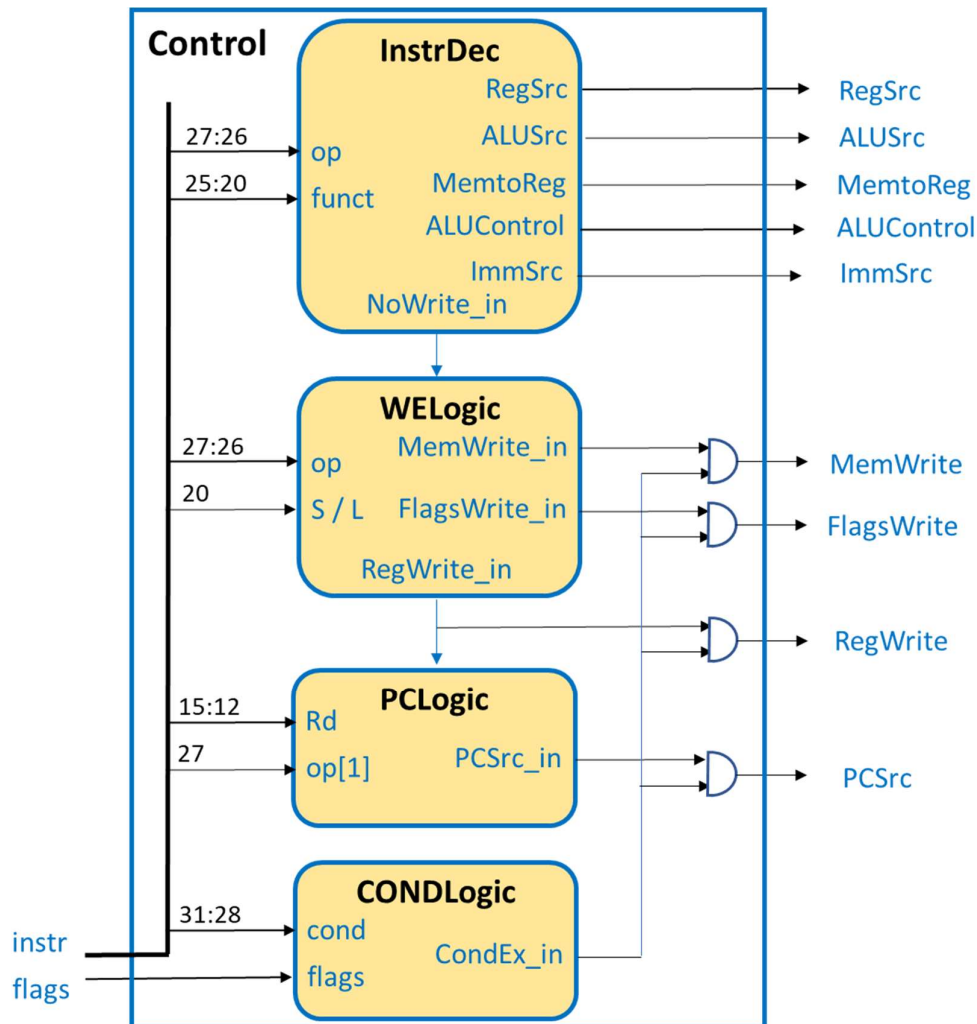 Control
InstrDec
RegSrc
RegSrc
27:26
op
ALUSrc
ALUSrc
25:20
funct
MemtoReg
MemtoReg
ALUControl
ALUControl
ImmSrc
ImmSrc
NoWrite_in
WELogic
27:26
op
MemWrite_in
MemWrite
20
S / L
FlagsWrite_in
FlagsWrite
RegWrite_in
RegWrite
PCLogic
15:12
Rd
27
op[1]
PCSrc_in
PCSrc
CONDLogic
31:28
cond
instr
CondEx_in
flags
flags